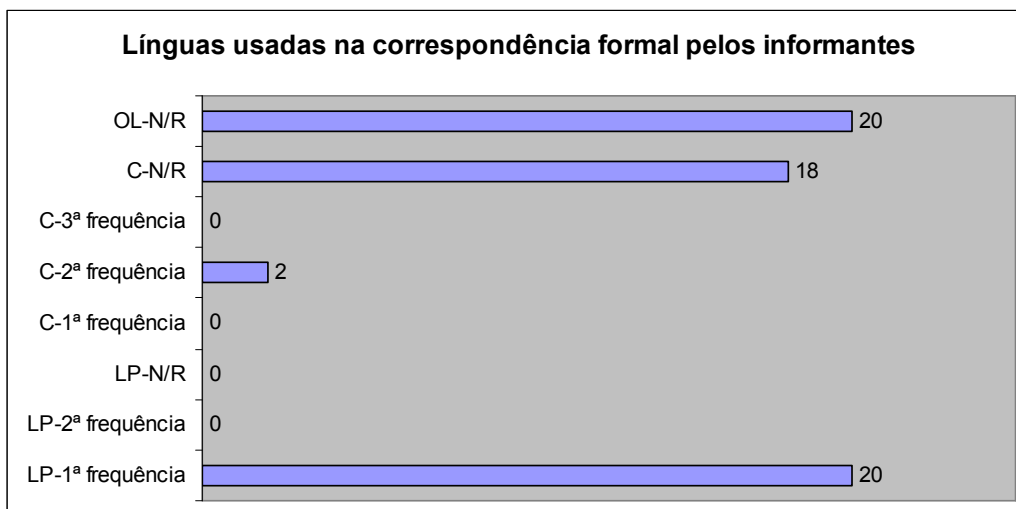 Línguas usadas na correspondência formal pelos informantes
OL-N/R 20
C-N/R 18
C-3ª frequência 0
C-2ª frequência 2
C-1ª frequência 0
LP-N/R 0
LP-2ª frequência 0
LP-1ª frequência 20